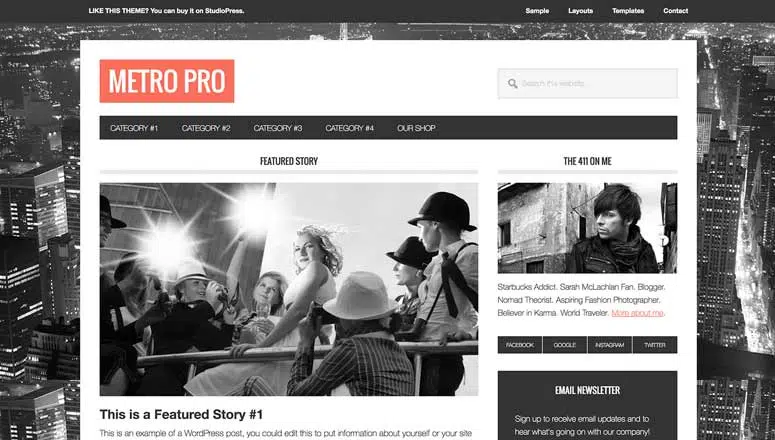 LIKE THIS THEME? You can buy it on StudioPress.
Sample
Layouts
Templates
Contact
METRO PRO
Search this website...
CATEGORY #1
CATEGORY #2
CATEGORY #3
CATEGORY #4
OUR SHOP
FEATURED STORY
This is a Featured Story #1
This is an example of a WordPress post, you could edit this to put information about yourself or your site
THE 411 ON ME
Starbucks Addict. Sarah McLachlan Fan. Blogger.
Nomad Theorist. Aspiring Fashion Photographer.
Believer in Karma. World Traveler. More about me.
FACEBOOK
GOOGLE
INSTAGRAM
TWITTER
EMAIL NEWSLETTER
Sign up to receive email updates and to
hear what's going on with our company!